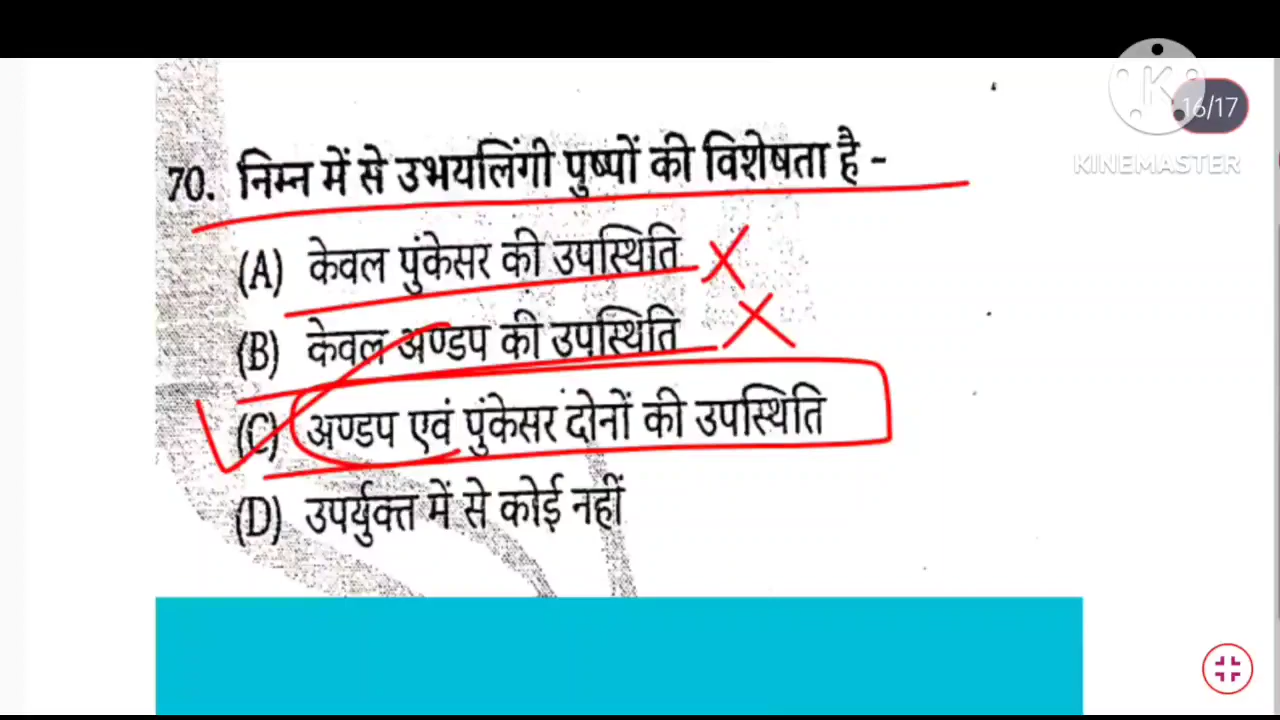 16/17
KINEMASTER
70. निम्न में से उभयलिंगी पुष्पों की विशेषता है -
(A) केवल पुंकेसर की उपस्थिति
(B) केवल अण्डप की उपस्थिति
(C) अण्डप एवं पुंकेसर दोनों की उपस्थिति
(D) उपर्युक्त में से कोई नहीं